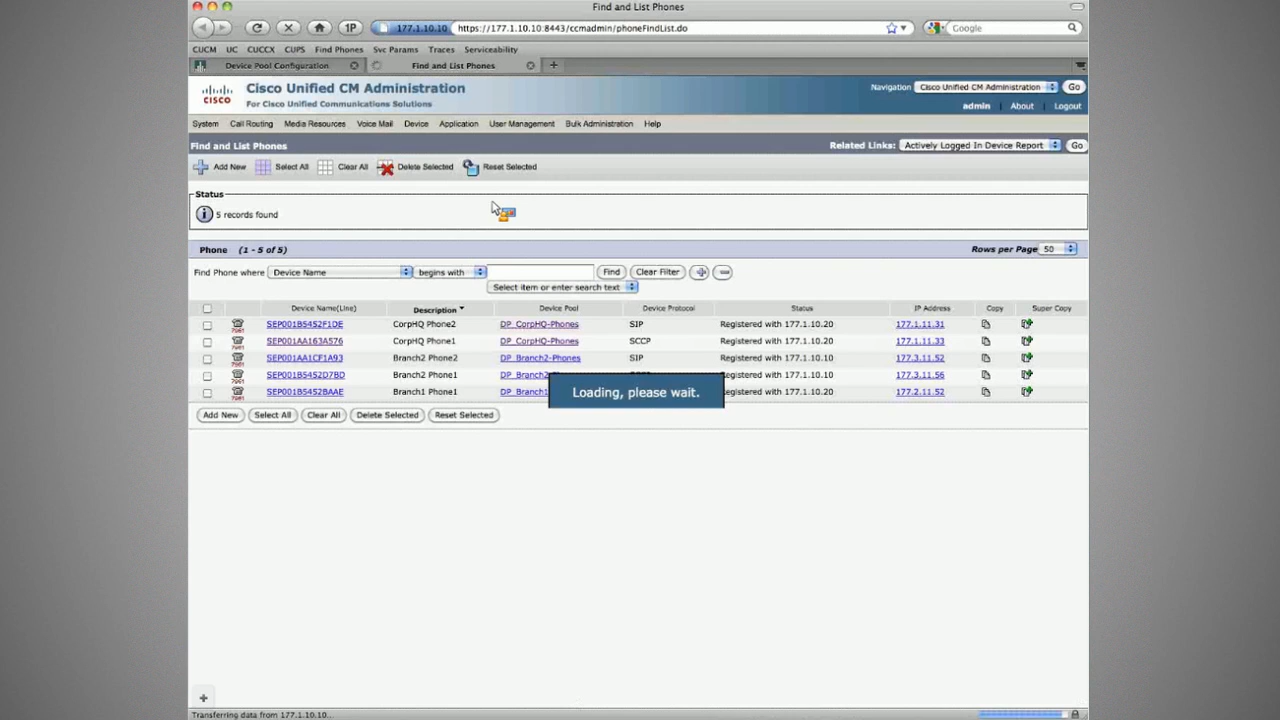 Find and List Phones
1P 177.1.10.10 https://177.1.10.10:8443/ccmadmin/phoneFindList.do Google
CUCM UC CUCCX CUPS Find Phones Svc Params Traces Serviceability
Device Pool Configuration Find and List Phones
CISCO Cisco Unified CM Administration Navigation Cisco Unified CM Administration Go
For Cisco Unified Communications Solutions admin About Logout
System Call Routing Media Resources Voice Mail Device Application User Management Bulk Administration Help
Find and List Phones Related Links: Actively Logged In Device Report Go
Add New Select All Clear All Delete Selected Reset Selected
Status
5 records found
Phone (1 - 5 of 5) Rows per Page 50
Find Phone where Device Name begins with Find Clear Filter
Select item or enter search text
Device Name(Line) Description Device Pool Device Protocol Status IP Address Copy Super Copy
7961 SEP001B5452F1DE CorpHQ Phone2 DP_CorpHQ-Phones SIP Registered with 177.1.10.20 177.1.11.31
7961 SEP001AA163A576 CorpHQ Phone1 DP_CorpHQ-Phones SCCP Registered with 177.1.10.20 177.1.11.33
7961 SEP001AA1CF1A93 Branch2 Phone2 DP_Branch2-Phones SIP Registered with 177.1.10.10 177.3.11.52
7961 SEP001B5452D7BD Branch2 Phone1 DP_Branch2 Registered with 177.1.10.10 177.3.11.56
7961 SEP001B5452BAAE Branch1 Phone1 DP_Branch1 Registered with 177.1.10.20 177.2.11.52
Loading, please wait.
Add New Select All Clear All Delete Selected Reset Selected
Transferring data from 177.1.10.10...